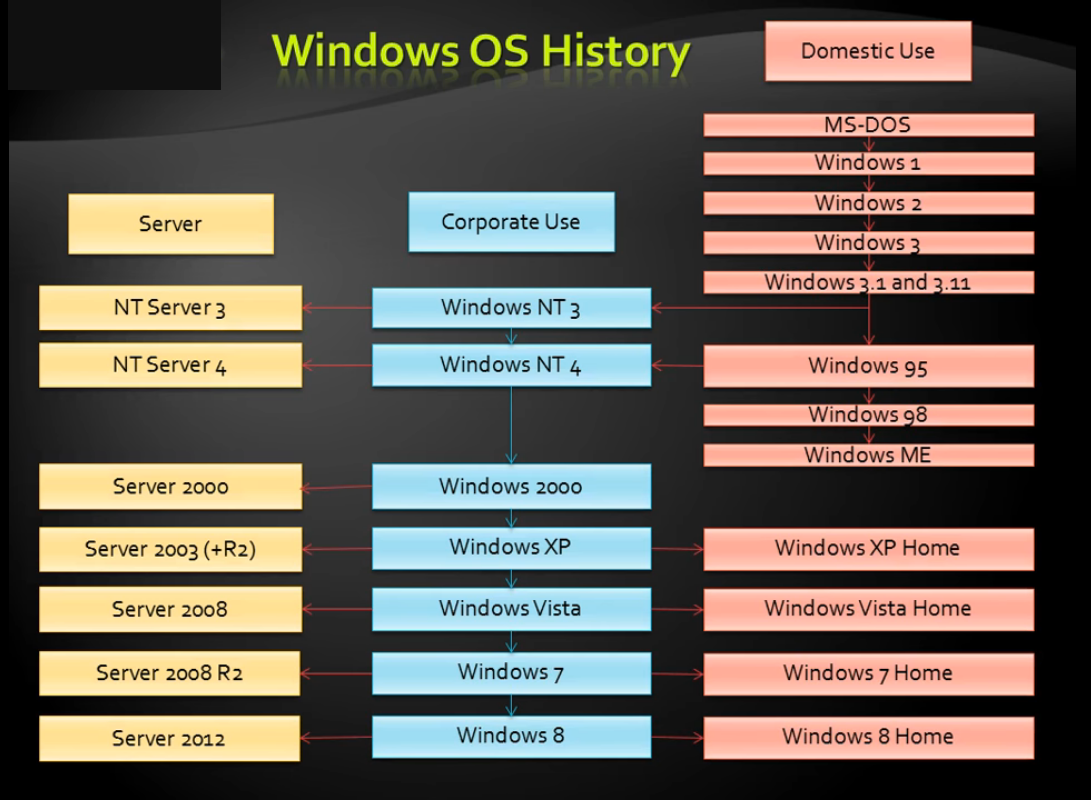 Windows OS History
Domestic Use
MS-DOS
Windows 1
Windows 2
Windows 3
Windows 3.1 and 3.11
Server
Corporate Use
NT Server 3
Windows NT 3
NT Server 4
Windows NT 4
Windows 95
Windows 98
Windows ME
Server 2000
Windows 2000
Server 2003 (+R2)
Windows XP
Windows XP Home
Server 2008
Windows Vista
Windows Vista Home
Server 2008 R2
Windows 7
Windows 7 Home
Server 2012
Windows 8
Windows 8 Home